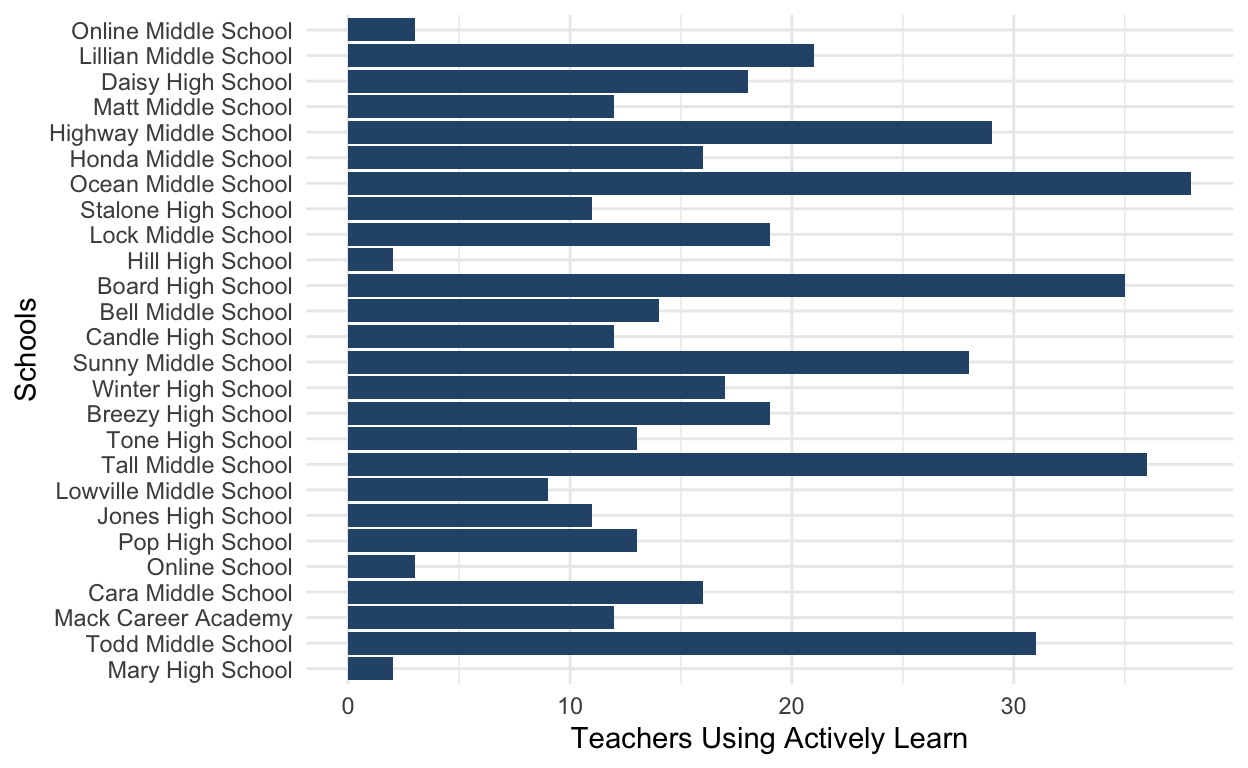 Online Middle School
Lillian Middle School
Daisy High School
Matt Middle School
Highway Middle School
Honda Middle School
Ocean Middle School
Stalone High School
Lock Middle School
Hill High School
Board High School
Bell Middle School
Candle High School
Sunny Middle School
Winter High School
Breezy High School
Tone High School
Tall Middle School
Lowville Middle School
Jones High School
Pop High School
Online School
Cara Middle School
Mack Career Academy
Todd Middle School
Mary High School
Schools
0 10 20 30
Teachers Using Actively Learn